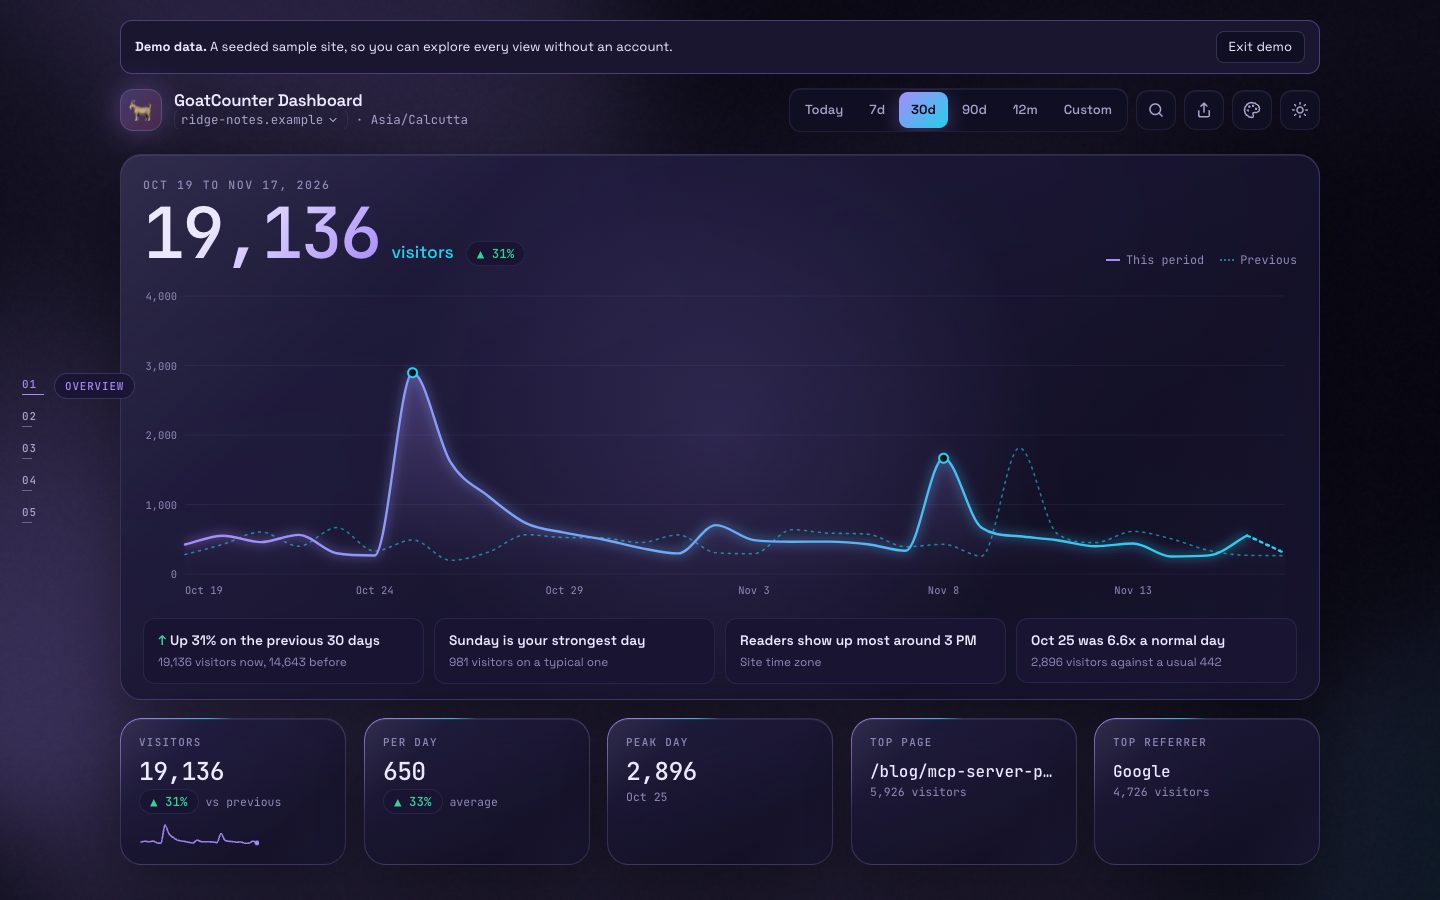 Demo data. A seeded sample site, so you can explore every view without an account.
Exit demo
GoatCounter Dashboard
ridge-notes.example · Asia/Calcutta
Today 7d 30d 90d 12m Custom
OCT 19 TO NOV 17, 2026
19,136 visitors ▲ 31%
This period Previous
4,000
3,000
2,000
1,000
0
Oct 19 Oct 24 Oct 29 Nov 3 Nov 8 Nov 13
01 OVERVIEW
02
03
04
05
↑ Up 31% on the previous 30 days
19,136 visitors now, 14,643 before
Sunday is your strongest day
981 visitors on a typical one
Readers show up most around 3 PM
Site time zone
Oct 25 was 6.6x a normal day
2,896 visitors against a usual 442
VISITORS
19,136
▲ 31% vs previous
PER DAY
650
▲ 33% average
PEAK DAY
2,896
Oct 25
TOP PAGE
/blog/mcp-server-p…
5,926 visitors
TOP REFERRER
Google
4,726 visitors